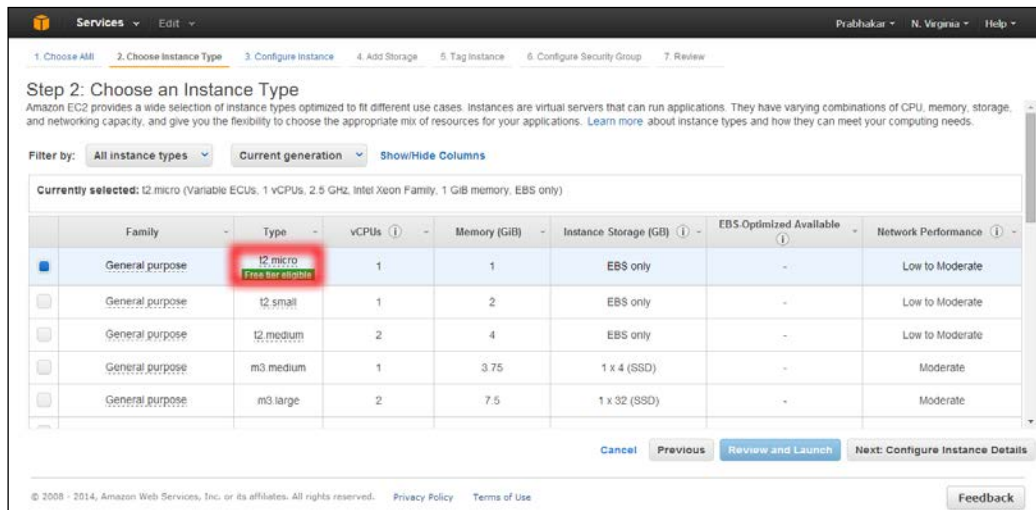 Services Edit Prabhakar N. Virginia Help
1. Choose AMI 2. Choose Instance Type 3. Configure Instance 4. Add Storage 5. Tag Instance 6. Configure Security Group 7. Review
Step 2: Choose an Instance Type
Amazon EC2 provides a wide selection of instance types optimized to fit different use cases. Instances are virtual servers that can run applications. They have varying combinations of CPU, memory, storage,
and networking capacity, and give you the flexibility to choose the appropriate mix of resources for your applications. Learn more about instance types and how they can meet your computing needs.
Filter by: All instance types Current generation Show/Hide Columns
Currently selected: t2.micro (Variable ECUs, 1 vCPUs, 2.5 GHz, Intel Xeon Family, 1 GiB memory, EBS only)
Family Type vCPUs Memory (GiB) Instance Storage (GB) EBS-Optimized Available Network Performance
General purpose t2.micro 1 1 EBS only - Low to Moderate
Free tier eligible
General purpose t2.small 1 2 EBS only - Low to Moderate
General purpose t2.medium 2 4 EBS only - Low to Moderate
General purpose m3.medium 1 3.75 1 x 4 (SSD) - Moderate
General purpose m3.large 2 7.5 1 x 32 (SSD) - Moderate
Cancel Previous Review and Launch Next: Configure Instance Details
© 2008 - 2014, Amazon Web Services, Inc. or its affiliates. All rights reserved. Privacy Policy Terms of Use Feedback